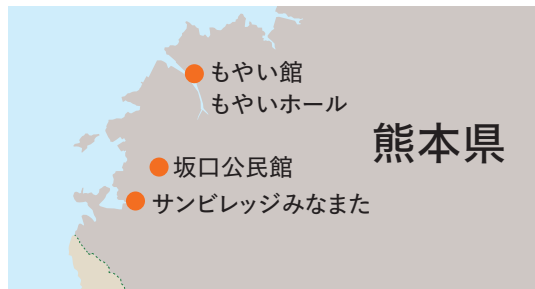 もやい館
もやいホール
熊本県
坂口公民館
サンビレッジみなまた